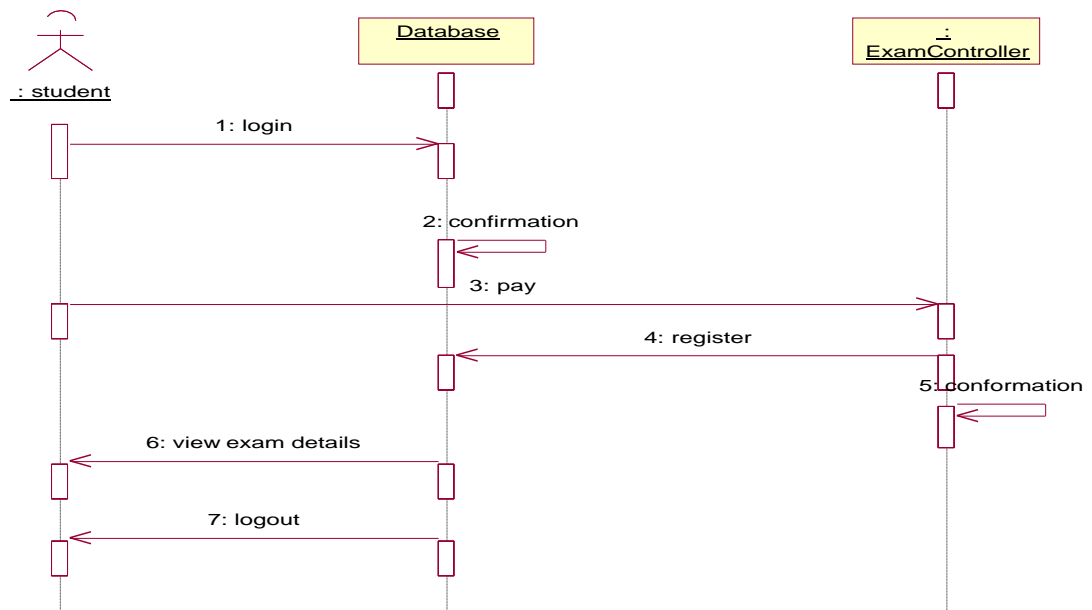 Database
:
ExamController
: student
1: login
2: confirmation
3: pay
4: register
5: conformation
6: view exam details
7: logout